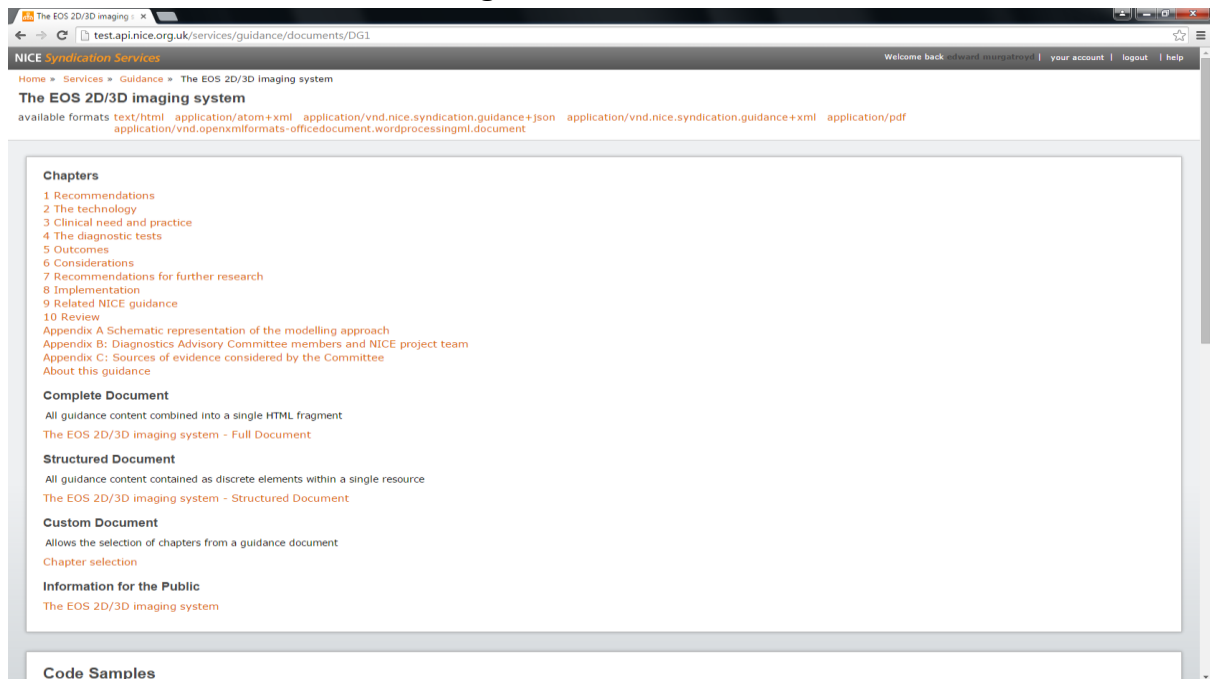 The EOS 2D/3D imaging s
test.api.nice.org.uk/services/guidance/documents/DG1
NICE Syndication Services
Welcome back edward murgatroyd | your account | logout | help
Home » Services » Guidance » The EOS 2D/3D imaging system
The EOS 2D/3D imaging system
available formats text/html application/atom+xml application/vnd.nice.syndication.guidance+json application/vnd.nice.syndication.guidance+xml application/pdf
application/vnd.openxmlformats-officedocument.wordprocessingml.document
Chapters
1 Recommendations
2 The technology
3 Clinical need and practice
4 The diagnostic tests
5 Outcomes
6 Considerations
7 Recommendations for further research
8 Implementation
9 Related NICE guidance
10 Review
Appendix A Schematic representation of the modelling approach
Appendix B: Diagnostics Advisory Committee members and NICE project team
Appendix C: Sources of evidence considered by the Committee
About this guidance
Complete Document
All guidance content combined into a single HTML fragment
The EOS 2D/3D imaging system - Full Document
Structured Document
All guidance content contained as discrete elements within a single resource
The EOS 2D/3D imaging system - Structured Document
Custom Document
Allows the selection of chapters from a guidance document
Chapter selection
Information for the Public
The EOS 2D/3D imaging system
Code Samples